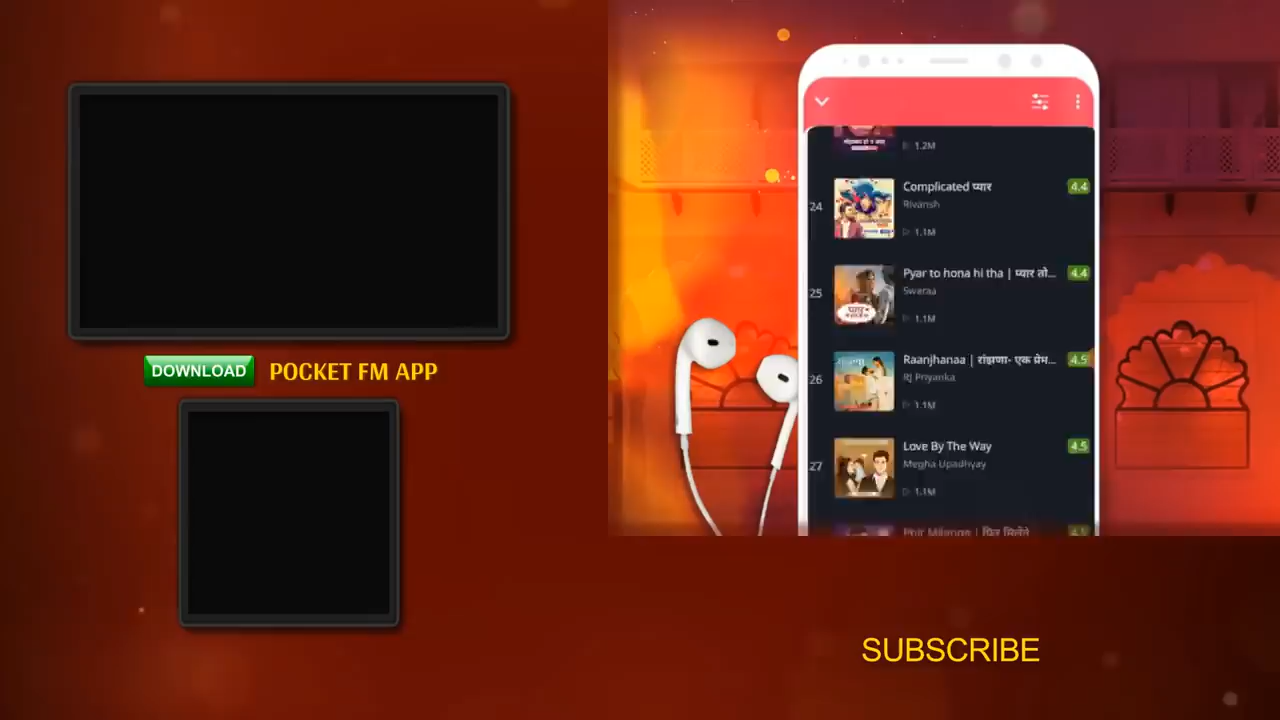 DOWNLOAD POCKET FM APP
1.2M
24
Complicated प्यार
4.4
Rivansh
1.1M
25
Pyar to hona hi tha | प्यार तो...
4.4
Swaraa
1.1M
26
Raanjhanaa | रांझणा- एक प्रेम...
4.5
RJ Priyanka
1.1M
27
Love By The Way
4.5
Megha Upadhyay
1.1M
SUBSCRIBE